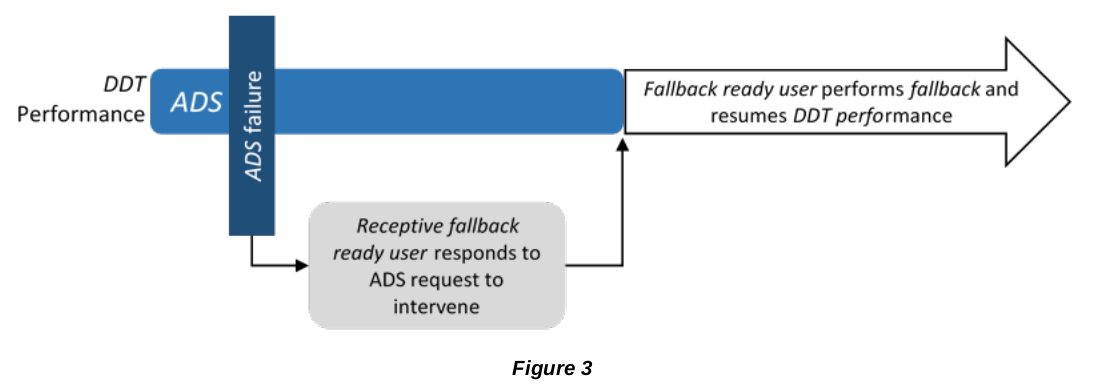 DDT
Performance
ADS
ADS failure
Fallback ready user performs fallback and
resumes DDT performance
Receptive fallback
ready user responds to
ADS request to
intervene
Figure 3